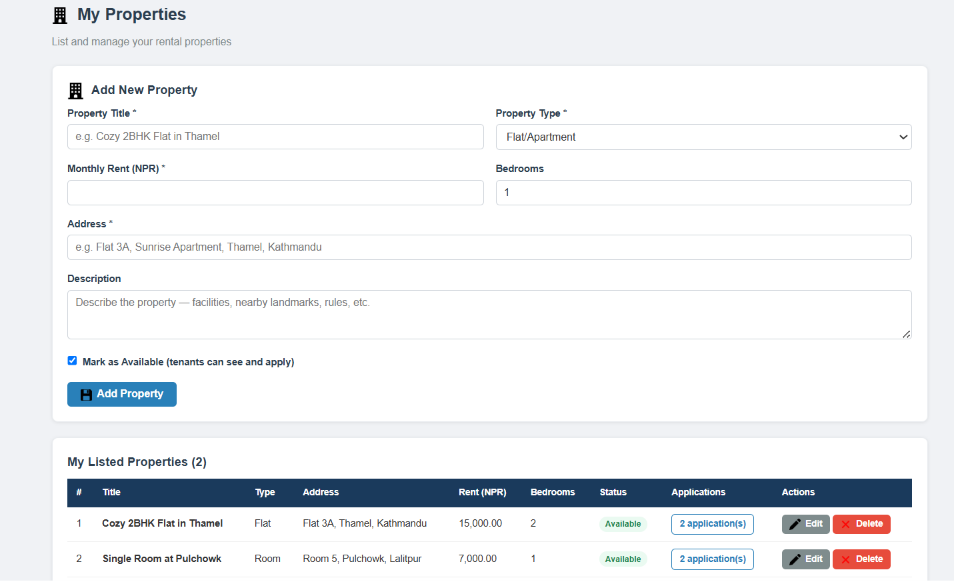 My Properties
List and manage your rental properties
Add New Property
Property Title *
Property Type *
e.g. Cozy 2BHK Flat in Thamel
Flat/Apartment
Monthly Rent (NPR) *
Bedrooms
1
Address *
e.g. Flat 3A, Sunrise Apartment, Thamel, Kathmandu
Description
Describe the property — facilities, nearby landmarks, rules, etc.
Mark as Available (tenants can see and apply)
Add Property
My Listed Properties (2)
# Title Type Address Rent (NPR) Bedrooms Status Applications Actions
1 Cozy 2BHK Flat in Thamel Flat Flat 3A, Thamel, Kathmandu 15,000.00 2 Available 2 application(s) Edit Delete
2 Single Room at Pulchowk Room Room 5, Pulchowk, Lalitpur 7,000.00 1 Available 2 application(s) Edit Delete